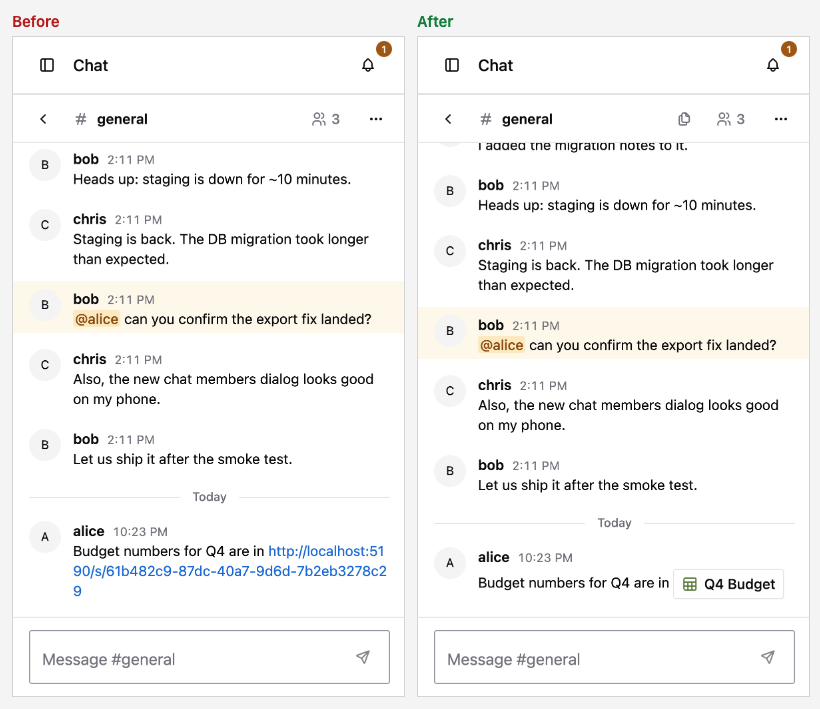 Before
1
Chat
# general
3
B
bob 2:11 PM
Heads up: staging is down for ~10 minutes.
C
chris 2:11 PM
Staging is back. The DB migration took longer
than expected.
B
bob 2:11 PM
@alice can you confirm the export fix landed?
C
chris 2:11 PM
Also, the new chat members dialog looks good
on my phone.
B
bob 2:11 PM
Let us ship it after the smoke test.
Today
A
alice 10:23 PM
Budget numbers for Q4 are in http://localhost:51
90/s/61b482c9-87dc-40a7-9d6d-7b2eb3278c2
9
Message #general
After
1
Chat
# general
3
I added the migration notes to it.
B
bob 2:11 PM
Heads up: staging is down for ~10 minutes.
C
chris 2:11 PM
Staging is back. The DB migration took longer
than expected.
B
bob 2:11 PM
@alice can you confirm the export fix landed?
C
chris 2:11 PM
Also, the new chat members dialog looks good
on my phone.
B
bob 2:11 PM
Let us ship it after the smoke test.
Today
A
alice 10:23 PM
Budget numbers for Q4 are in Q4 Budget
Message #general